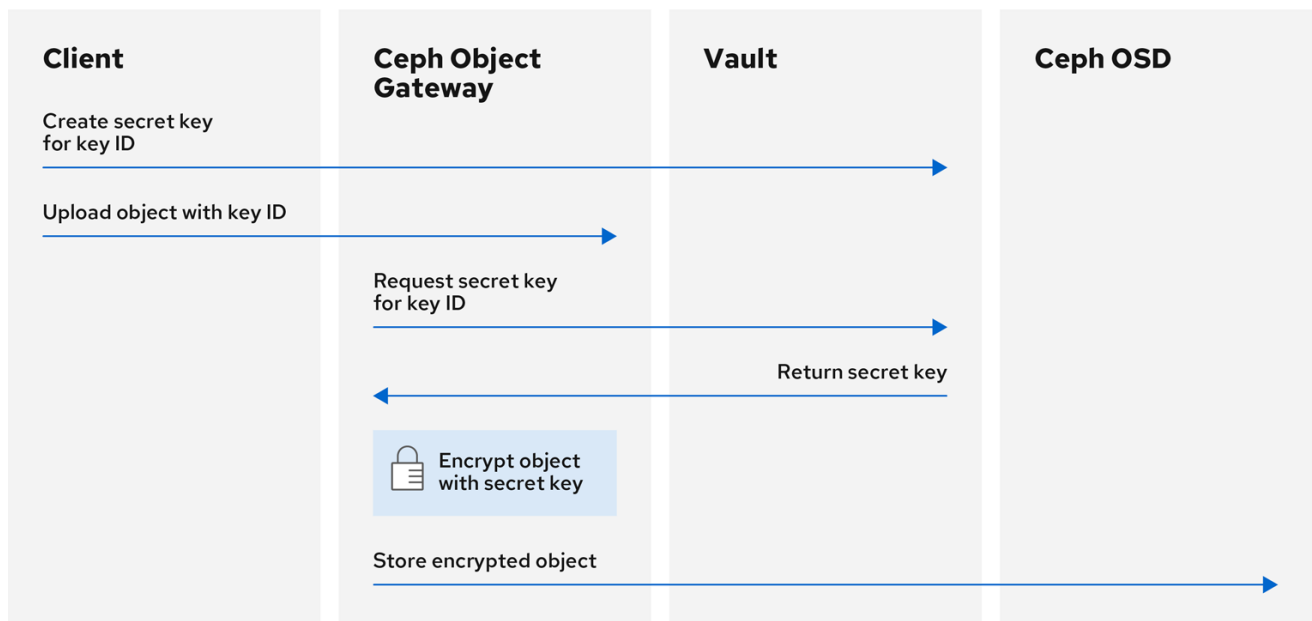 Client
Ceph Object
Gateway
Vault
Ceph OSD
Create secret key
for key ID
Upload object with key ID
Request secret key
for key ID
Return secret key
Encrypt object
with secret key
Store encrypted object